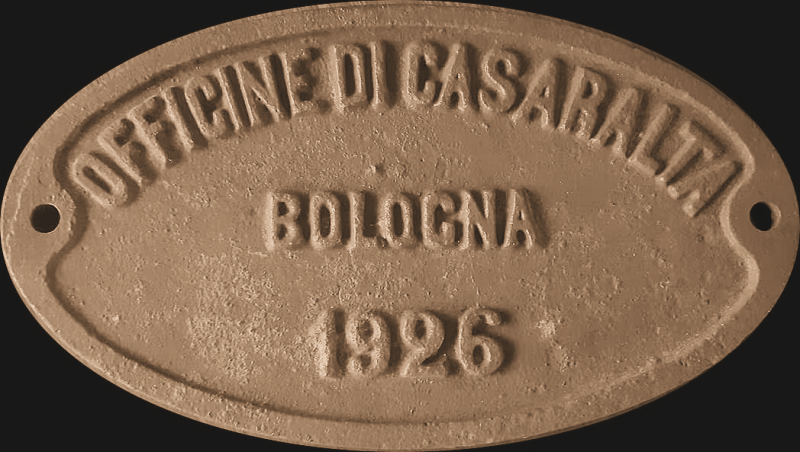 OFFICINE DI CASARALTA
BOLOGNA
1926